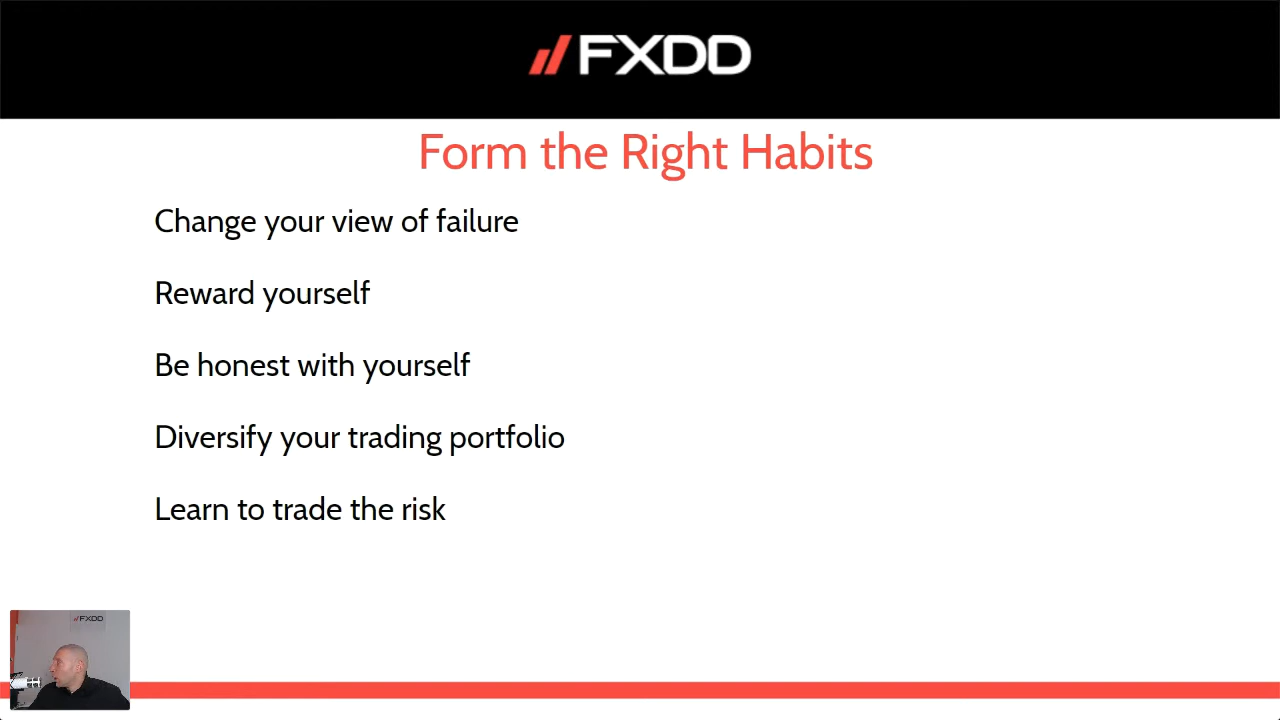 FXDD
Form the Right Habits
Change your view of failure
Reward yourself
Be honest with yourself
Diversify your trading portfolio
Learn to trade the risk
FXDD